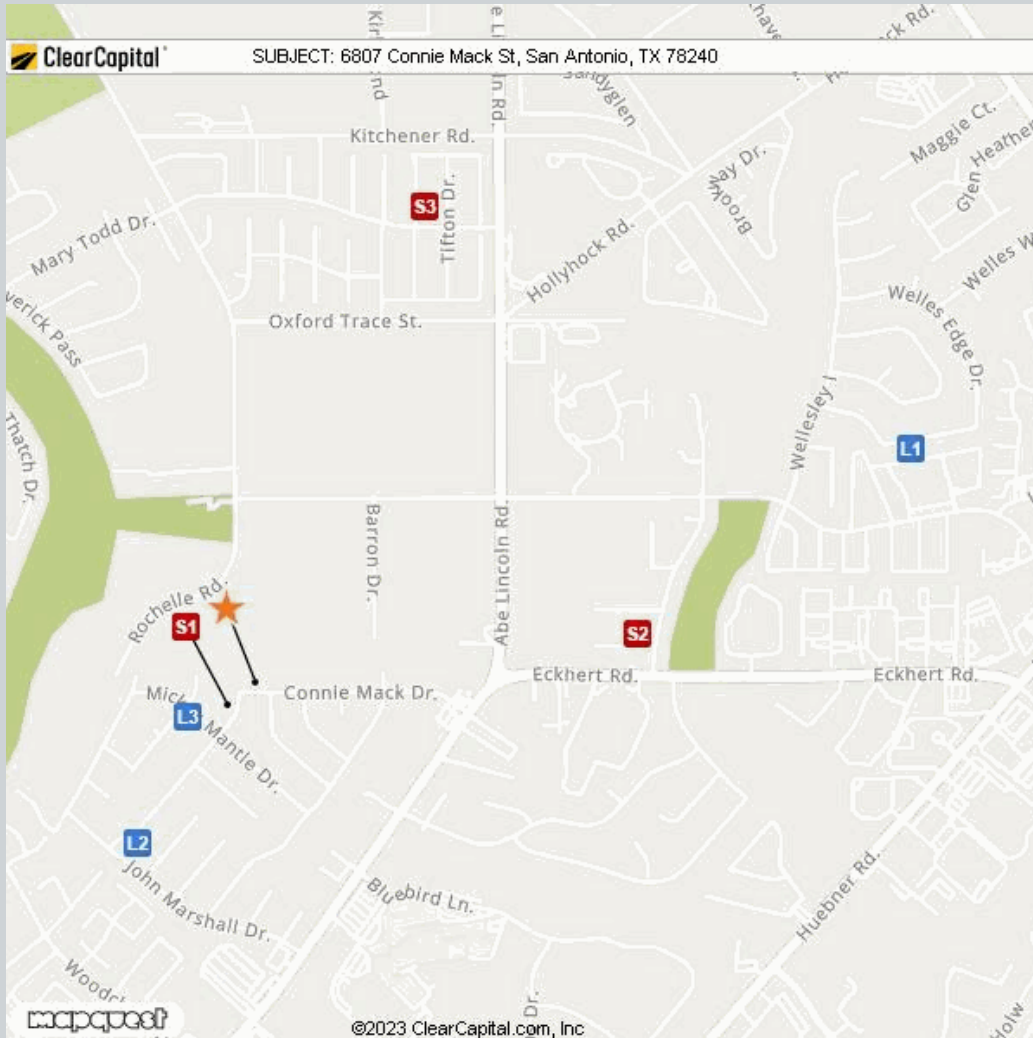 ClearCapital
SUBJECT: 6807 Connie Mack St, San Antonio, TX 78240
Kitchener Rd.
Maggie Ct.
Glen
Heather
S3
Tifton Dr.
Mary Todd Dr.
Hollyhock Rd.
Welles
Oxford Trace St.
Welles Edge Dr.
Pass
Thatch Dr.
L1
Barron Dr.
Abe Lincoln Rd.
Rochelle Rd.
S1
S2
Eckhert Rd.
Eckhert Rd.
Connie Mack Dr.
L3
Mantle Dr.
L2
John Marshall Dr.
Bluebird Ln.
Huebner Rd.
Dr.
mapquest
©2023 ClearCapital.com, Inc